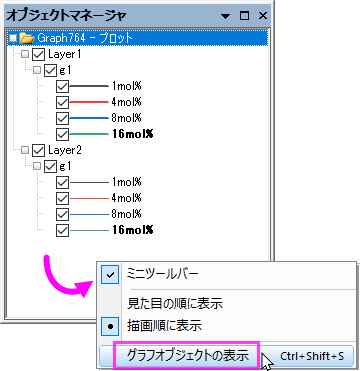 オブジェクトマネージャ
Graph764 - プロット
Layer1
g1
1mol%
4mol%
8mol%
16mol%
Layer2
g1
1mol%
4mol%
8mol%
16mol%
ミニツールバー
見た目の順に表示
描画順に表示
グラフオブジェクトの表示 Ctrl+Shift+S